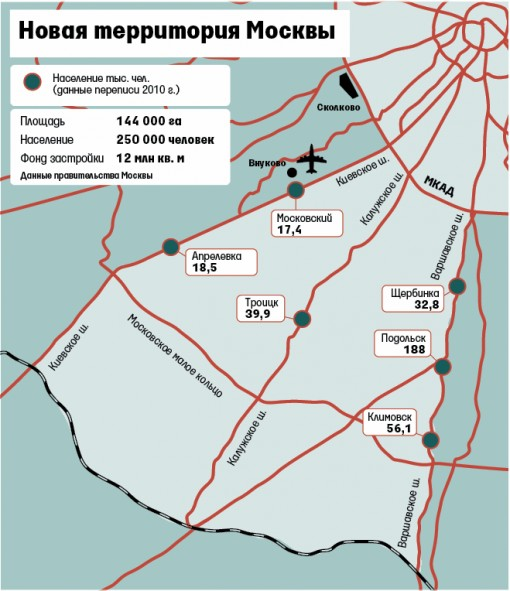 Новая территория Москвы
Население тыс. чел.
(данные переписи 2010 г.)
Площадь 144 000 га
Население 250 000 человек
Фонд застройки 12 млн кв. м
Данные правительства Москвы
Сколково
Внуково
Киевское ш.
Калужское ш.
МКАД
Московский
17,4
Варшавское ш.
Апрелевка
18,5
Щербинка
32,8
Троицк
39,9
Киевское ш.
Московское малое кольцо
Подольск
188
Климовск
56,1
Калужское ш.
Варшавское ш.